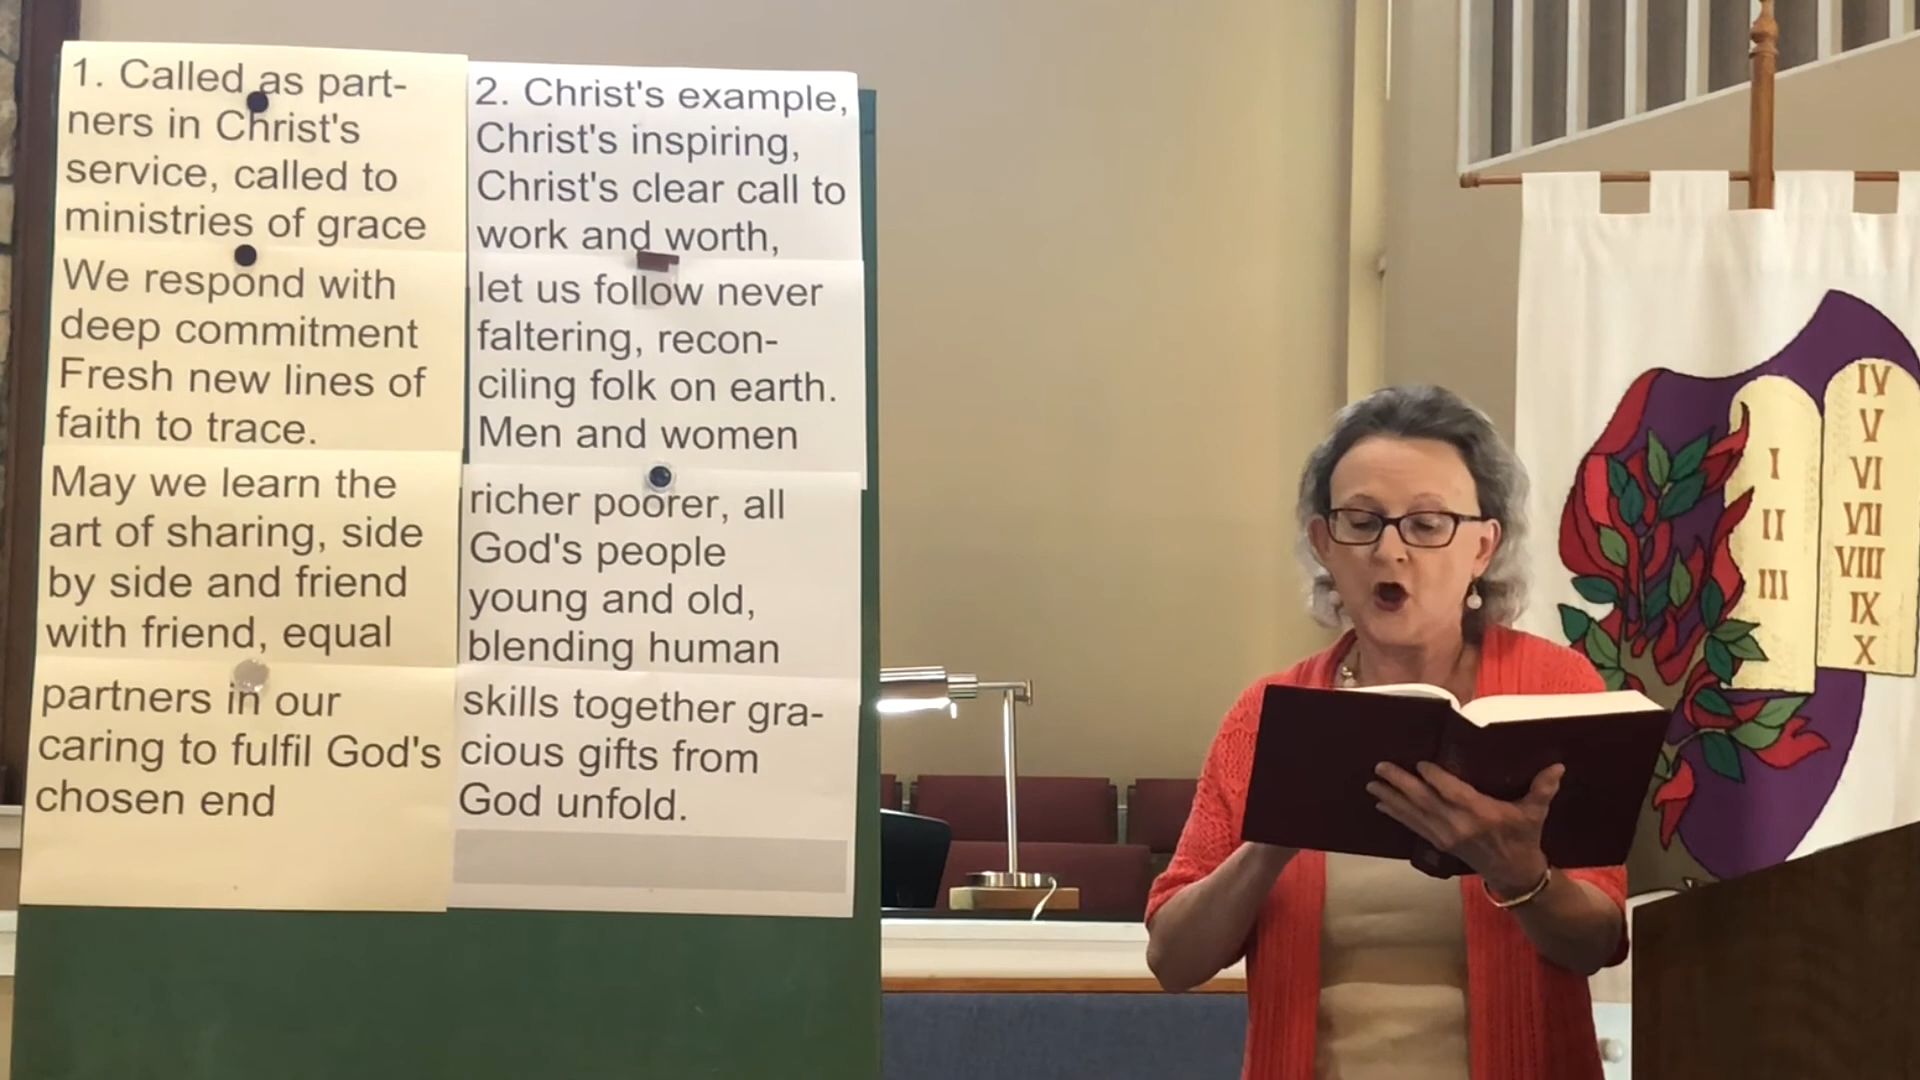 1. Called as part-
ners in Christ's
service, called to
ministries of grace
We respond with
deep commitment
Fresh new lines of
faith to trace.
May we learn the
art of sharing, side
by side and friend
with friend, equal
partners in our
caring to fulfil God's
chosen end
2. Christ's example,
Christ's inspiring,
Christ's clear call to
work and worth,
let us follow never
faltering, recon-
ciling folk on earth.
Men and women
richer poorer, all
God's people
young and old,
blending human
skills together gra-
cious gifts from
God unfold.
I
II
III
IV
V
VI
VII
VIII
IX
X